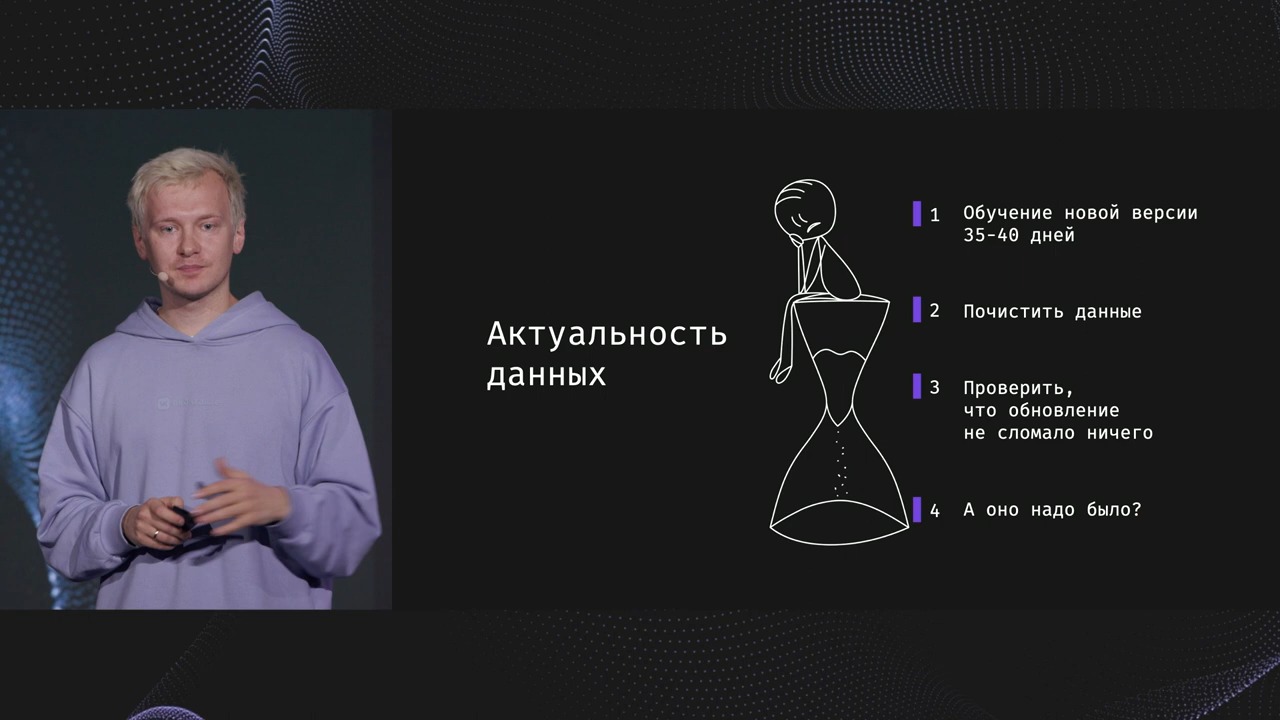 Актуальность
данных
1 Обучение новой версии
35-40 дней
2 Почистить данные
3 Проверить,
что обновление
не сломало ничего
4 А оно надо было?